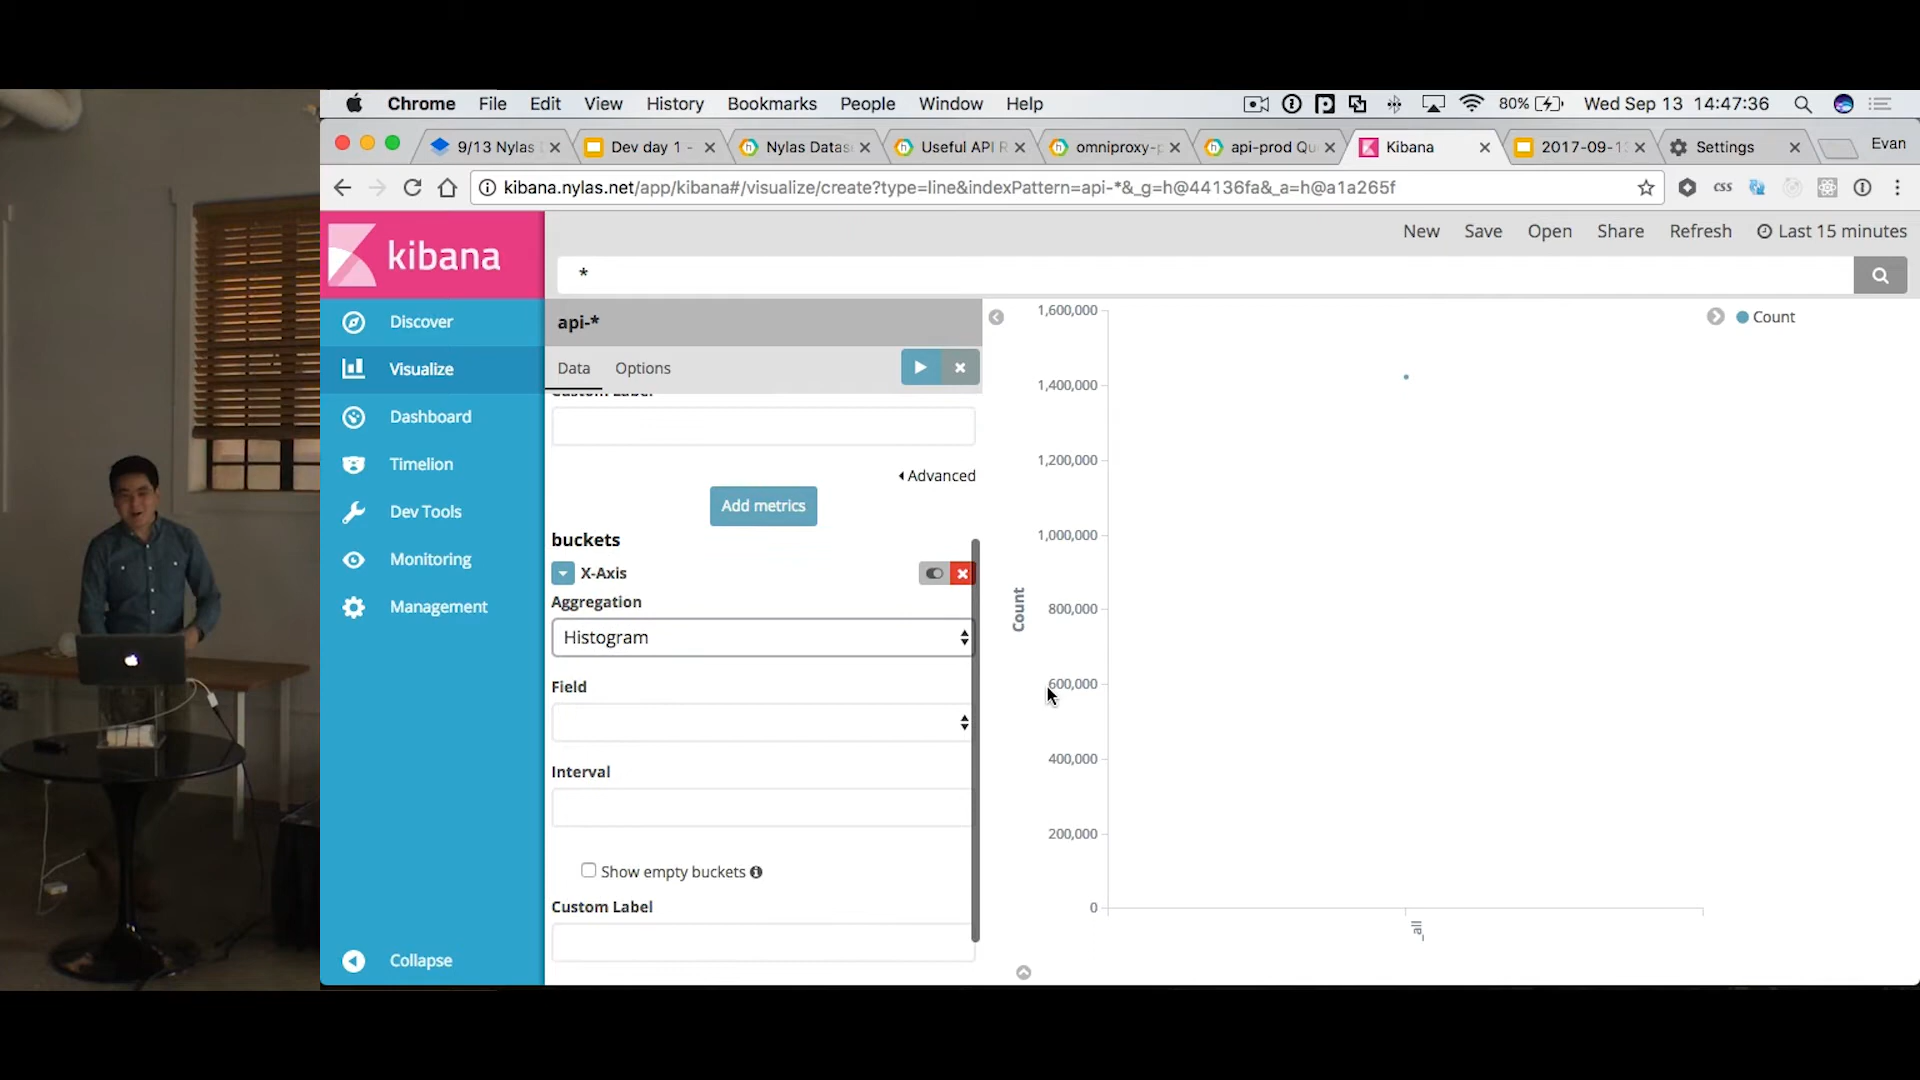 Chrome File Edit View History Bookmarks People Window Help 80% Wed Sep 13 14:47:36
9/13 Nylas Dev day 1 - Nylas Datas Useful API R omniproxy-p api-prod Qu Kibana 2017-09-1 Settings Evan
kibana.nylas.net/app/kibana#/visualize/create?type=line&indexPattern=api-*&_g=h@44136fa&_a=h@a1a265f CSS
kibana
New Save Open Share Refresh Last 15 minutes
*
Discover
Visualize
Dashboard
Timelion
Dev Tools
Monitoring
Management
Collapse
api-*
Data Options
Custom Label
Advanced
Add metrics
buckets
X-Axis
Aggregation
Histogram
Field
Interval
Show empty buckets
Custom Label
1,600,000
1,400,000
1,200,000
1,000,000
800,000
600,000
400,000
200,000
0
Count
_all
Count